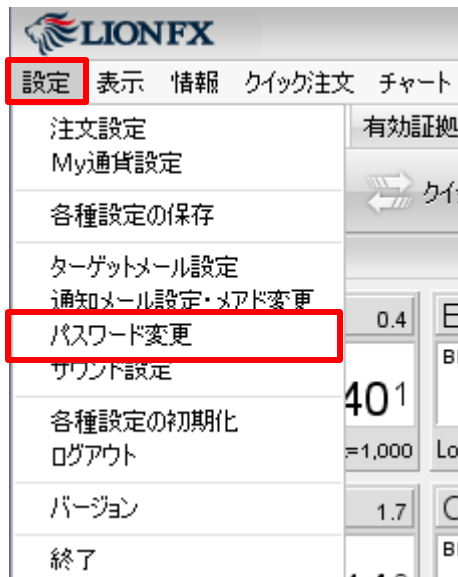 LION FX
設定 表示 情報 クイック注文 チャート
注文設定
有効証拠
My通貨設定
クイ
各種設定の保存
ターゲットメール設定
通知メール設定・メアド変更
0.4
パスワード変更
サウンド設定
401
各種設定の初期化
=1,000 Lo
ログアウト
バージョン
1.7
終了